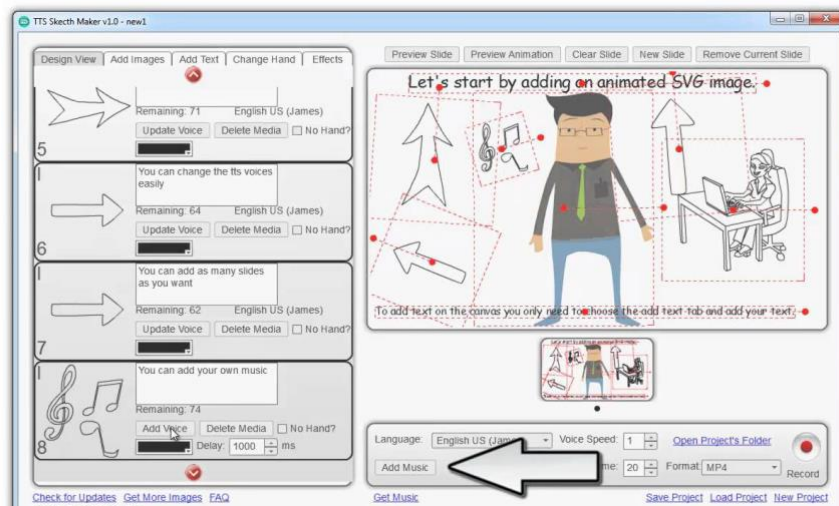 TTS Skecth Maker v1.0 - new1
Design View Add Images Add Text Change Hand Effects
Remaining: 71 English US (James)
Update Voice Delete Media No Hand?
5
You can change the tts voices
easily
Remaining: 64 English US (James)
Update Voice Delete Media No Hand?
6
You can add as many slides
as you want
Remaining: 62 English US (James)
Update Voice Delete Media No Hand?
7
You can add your own music
Remaining: 74
Add Voice Delete Media No Hand?
8 Delay: 1000 ms
Check for Updates Get More Images FAQ
Preview Slide Preview Animation Clear Slide New Slide Remove Current Slide
Let's start by adding an animated SVG image.
To add text on the canvas you only need to choose the add text tab and add your text.
Language: English US Voice Speed: 1 Open Project's Folder
Add Music 20 Format: MP4 Record
Get Music Save Project Load Project New Project